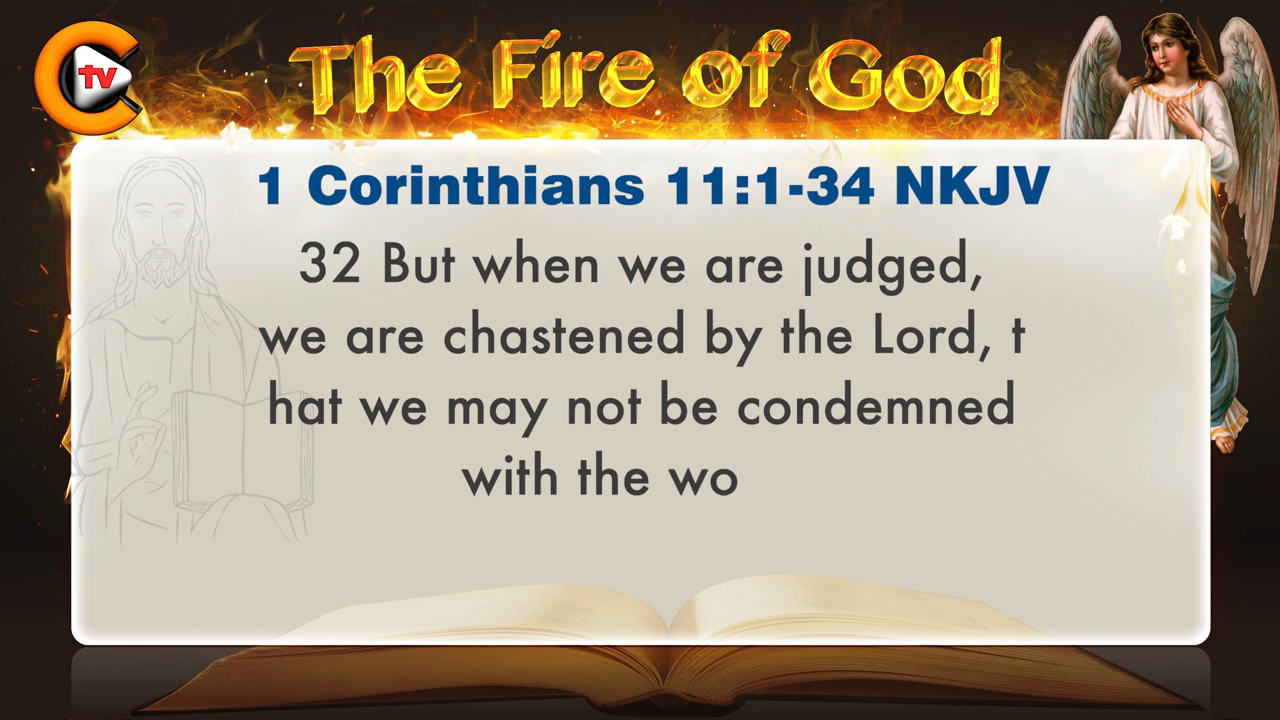 tv
The Fire of God
1 Corinthians 11:1-34 NKJV
32 But when we are judged,
we are chastened by the Lord, t
hat we may not be condemned
with the wo